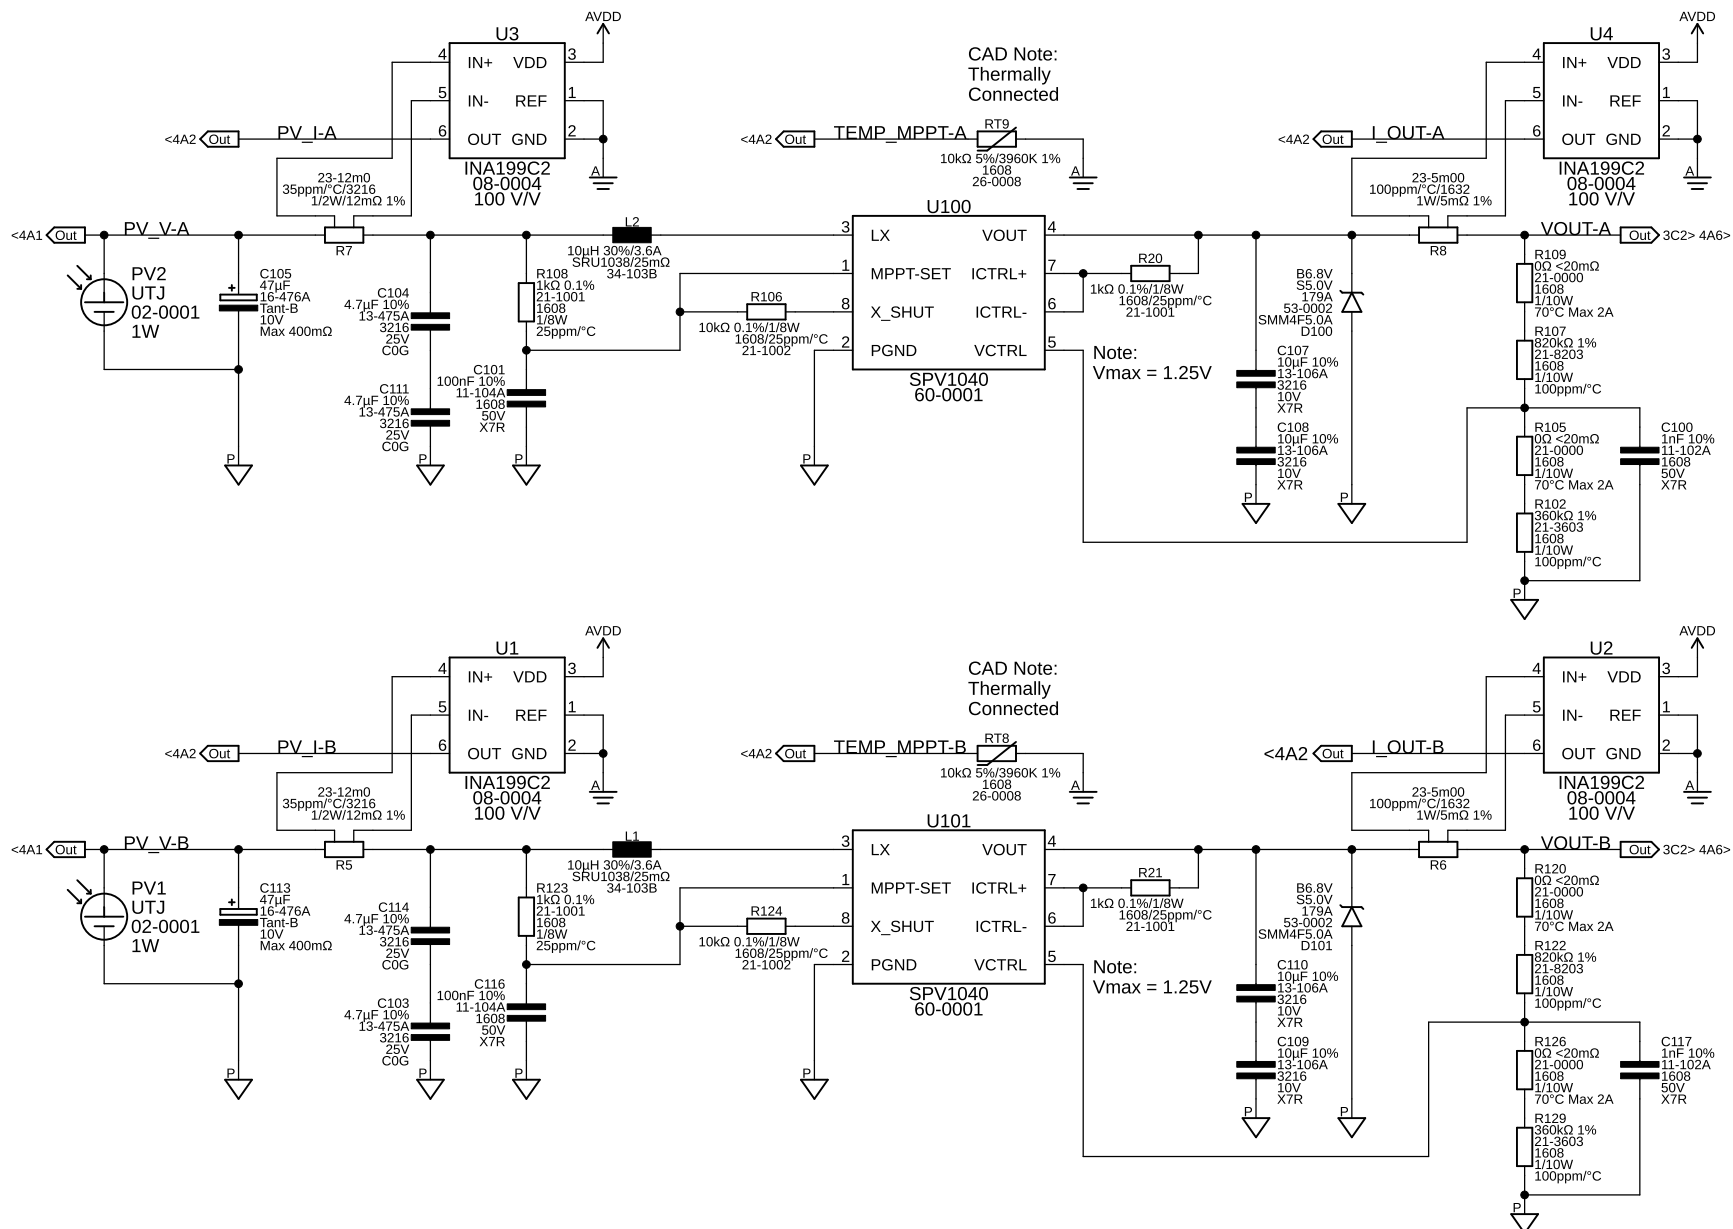 AVDD
U3
4 IN+ VDD 3
5 IN- REF 1
<4A2 Out PV_I-A 6 OUT GND 2
INA199C2
08-0004
100 V/V
A
CAD Note:
Thermally
Connected
<4A2 Out TEMP_MPPT-A RT9
10kΩ 5%/3960K 1%
1608
26-0008
A
AVDD
U4
4 IN+ VDD 3
5 IN- REF 1
<4A2 Out I_OUT-A 6 OUT GND 2
INA199C2
08-0004
100 V/V
A
23-12m0
35ppm/°C/3216
1/2W/12mΩ 1%
R7
23-5m00
100ppm/°C/1632
1W/5mΩ 1%
R8
<4A1 Out PV_V-A
PV2
UTJ
02-0001
1W
C105
47µF
16-476A
Tant-B
10V
Max 400mΩ
P
C104
4.7µF 10%
13-475A
3216
25V
C0G
C111
4.7µF 10%
13-475A
3216
25V
C0G
P
L2
10µH 30%/3.6A
SRU1038/25mΩ
34-103B
R108
1kΩ 0.1%
21-1001
1608
1/8W
25ppm/°C
C101
100nF 10%
11-104A
1608
50V
X7R
P
R106
10kΩ 0.1%/1/8W
1608/25ppm/°C
21-1002
U100
3 LX VOUT 4
1 MPPT-SET ICTRL+ 7
8 X_SHUT ICTRL- 6
2 PGND VCTRL 5
SPV1040
60-0001
P
R20
1kΩ 0.1%/1/8W
1608/25ppm/°C
21-1001
Note:
Vmax = 1.25V
C107
10µF 10%
13-106A
3216
10V
X7R
C108
10µF 10%
13-106A
3216
10V
X7R
P
B6.8V
S5.0V
179A
53-0002
SMM4F5.0A
D100
P
VOUT-A Out 3C2> 4A6>
R109
0Ω <20mΩ
21-0000
1608
1/10W
70°C Max 2A
R107
820kΩ 1%
21-8203
1608
1/10W
100ppm/°C
R105
0Ω <20mΩ
21-0000
1608
1/10W
70°C Max 2A
R102
360kΩ 1%
21-3603
1608
1/10W
100ppm/°C
C100
1nF 10%
11-102A
1608
50V
X7R
P
AVDD
U1
4 IN+ VDD 3
5 IN- REF 1
<4A2 Out PV_I-B 6 OUT GND 2
INA199C2
08-0004
100 V/V
A
CAD Note:
Thermally
Connected
<4A2 Out TEMP_MPPT-B RT8
10kΩ 5%/3960K 1%
1608
26-0008
A
AVDD
U2
4 IN+ VDD 3
5 IN- REF 1
<4A2 Out I_OUT-B 6 OUT GND 2
INA199C2
08-0004
100 V/V
A
23-12m0
35ppm/°C/3216
1/2W/12mΩ 1%
R5
23-5m00
100ppm/°C/1632
1W/5mΩ 1%
R6
<4A1 Out PV_V-B
PV1
UTJ
02-0001
1W
C113
47µF
16-476A
Tant-B
10V
Max 400mΩ
P
C114
4.7µF 10%
13-475A
3216
25V
C0G
C103
4.7µF 10%
13-475A
3216
25V
C0G
P
L1
10µH 30%/3.6A
SRU1038/25mΩ
34-103B
R123
1kΩ 0.1%
21-1001
1608
1/8W
25ppm/°C
C116
100nF 10%
11-104A
1608
50V
X7R
P
R124
10kΩ 0.1%/1/8W
1608/25ppm/°C
21-1002
U101
3 LX VOUT 4
1 MPPT-SET ICTRL+ 7
8 X_SHUT ICTRL- 6
2 PGND VCTRL 5
SPV1040
60-0001
P
R21
1kΩ 0.1%/1/8W
1608/25ppm/°C
21-1001
Note:
Vmax = 1.25V
C110
10µF 10%
13-106A
3216
10V
X7R
C109
10µF 10%
13-106A
3216
10V
X7R
P
B6.8V
S5.0V
179A
53-0002
SMM4F5.0A
D101
P
VOUT-B Out 3C2> 4A6>
R120
0Ω <20mΩ
21-0000
1608
1/10W
70°C Max 2A
R122
820kΩ 1%
21-8203
1608
1/10W
100ppm/°C
R126
0Ω <20mΩ
21-0000
1608
1/10W
70°C Max 2A
R129
360kΩ 1%
21-3603
1608
1/10W
100ppm/°C
C117
1nF 10%
11-102A
1608
50V
X7R
P